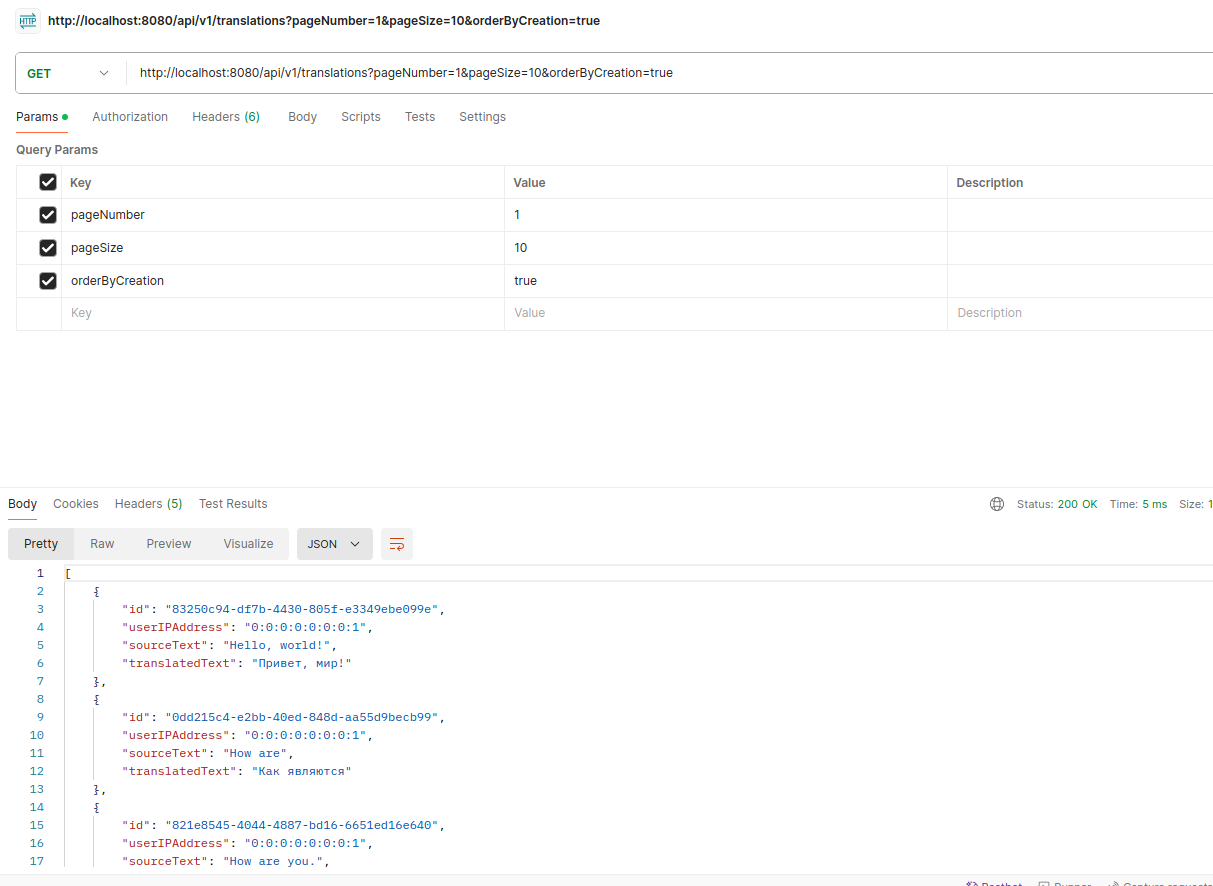 HTTP http://localhost:8080/api/v1/translations?pageNumber=1&pageSize=10&orderByCreation=true
GET http://localhost:8080/api/v1/translations?pageNumber=1&pageSize=10&orderByCreation=true
Params Authorization Headers (6) Body Scripts Tests Settings
Query Params
Key Value Description
pageNumber 1
pageSize 10
orderByCreation true
Key Value Description
Body Cookies Headers (5) Test Results Status: 200 OK Time: 5 ms Size: 1
Pretty Raw Preview Visualize JSON
1 [
2 {
3 "id": "83250c94-df7b-4430-805f-e3349ebe099e",
4 "userIPAddress": "0:0:0:0:0:0:0:1",
5 "sourceText": "Hello, world!",
6 "translatedText": "Привет, мир!"
7 },
8 {
9 "id": "0dd215c4-e2bb-40ed-848d-aa55d9becb99",
10 "userIPAddress": "0:0:0:0:0:0:0:1",
11 "sourceText": "How are",
12 "translatedText": "Как являются"
13 },
14 {
15 "id": "821e8545-4044-4887-bd16-6651ed16e640",
16 "userIPAddress": "0:0:0:0:0:0:0:1",
17 "sourceText": "How are you.",
Postbot Runner Capture requests